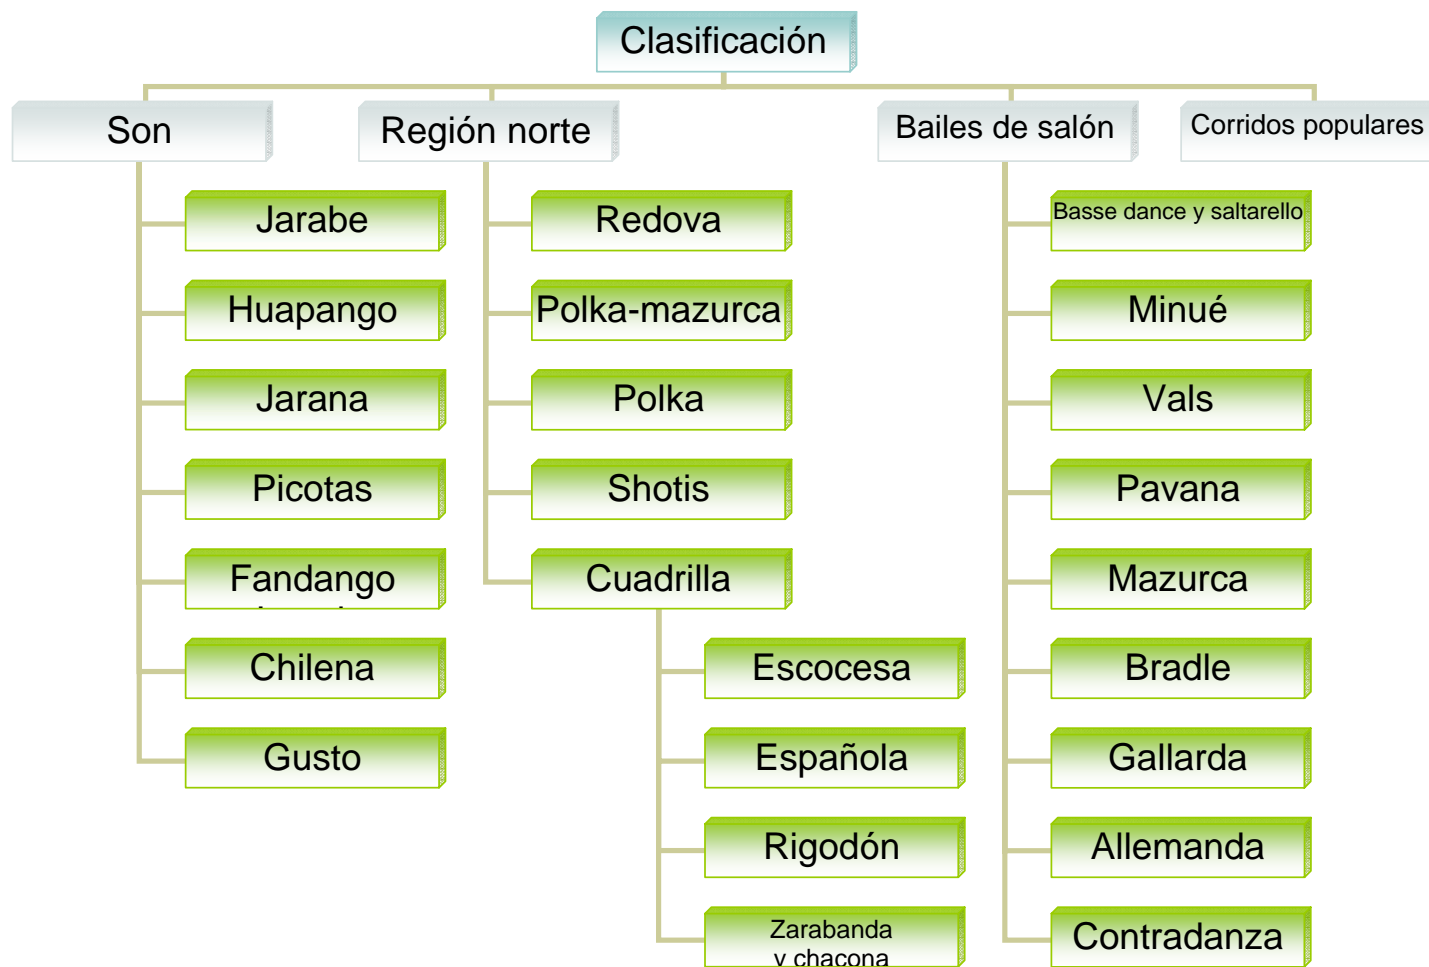 Clasificación
Son
Región norte
Bailes de salón
Corridos populares
Jarabe
Huapango
Jarana
Picotas
Fandango
Chilena
Gusto
Redova
Polka-mazurca
Polka
Shotis
Cuadrilla
Escocesa
Española
Rigodón
Zarabanda
y chacona
Basse dance y saltarello
Minué
Vals
Pavana
Mazurca
Bradle
Gallarda
Allemanda
Contradanza